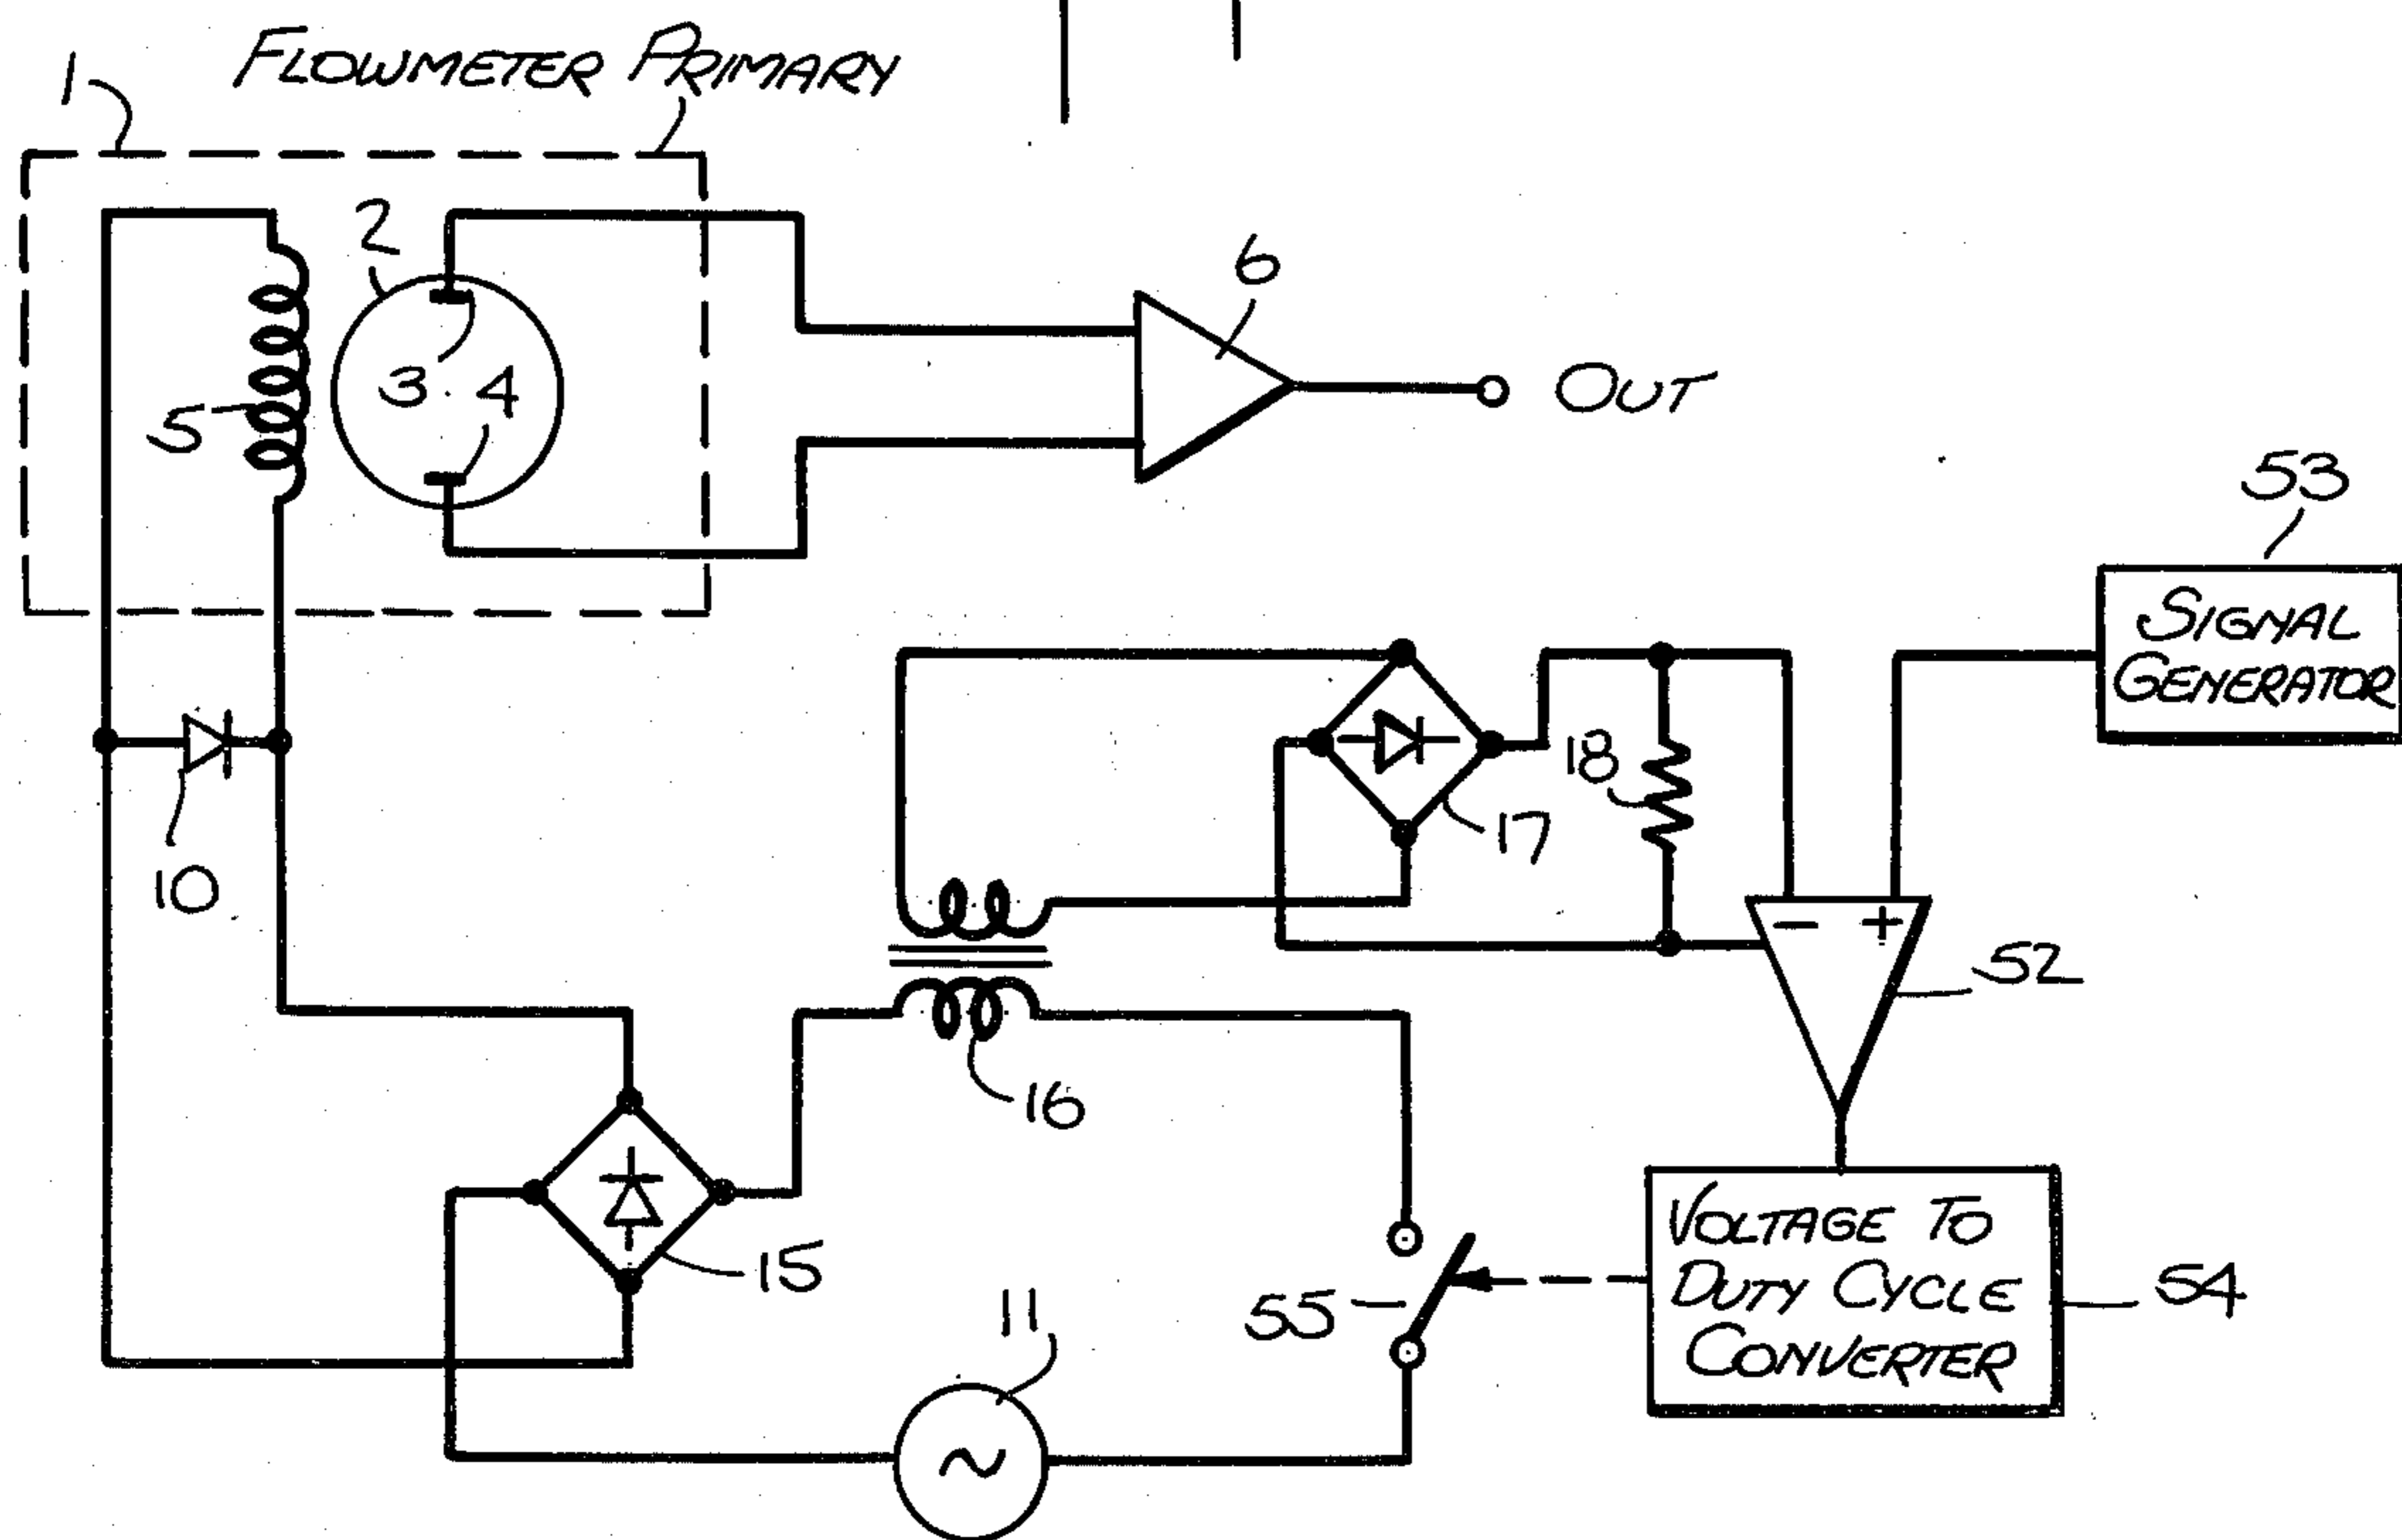 1
FLOWMETER PRIMARY
2
3
4
5
6
OUT
53
SIGNAL
GENERATOR
18
17
10
- +
52
16
VOLTAGE TO
DUTY CYCLE
CONVERTER
54
15
11
55
~